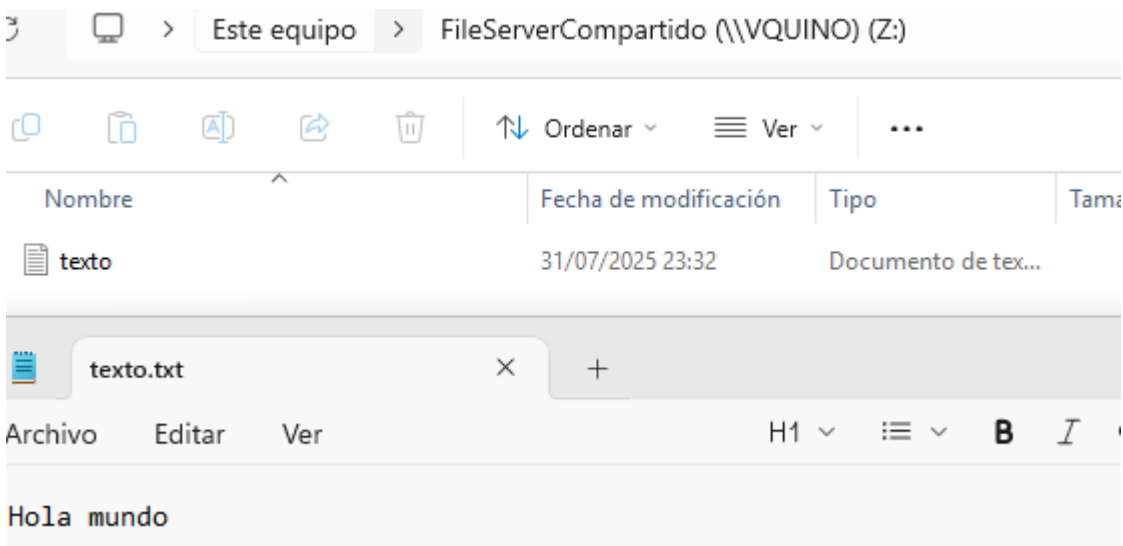 Este equipo > FileServerCompartido (\\VQUINO) (Z:)
Ordenar Ver ...
Nombre Fecha de modificación Tipo Tama
texto 31/07/2025 23:32 Documento de tex...
texto.txt
Archivo Editar Ver H1 B I
Hola mundo